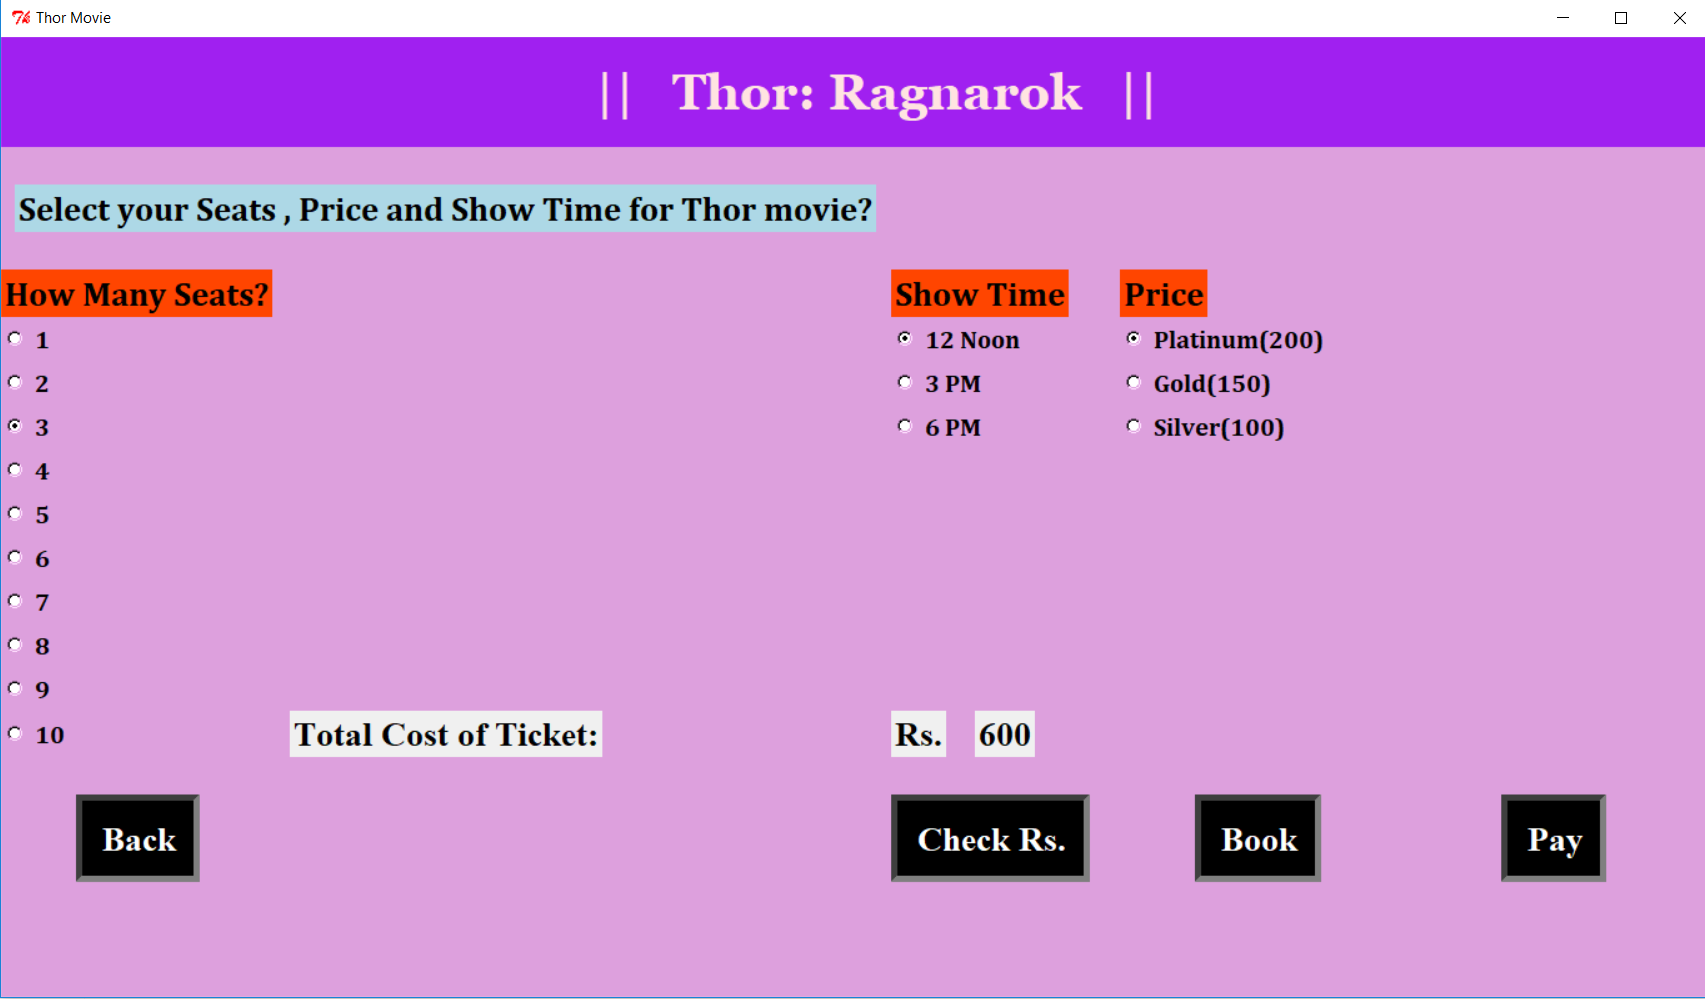 Thor Movie
|| Thor: Ragnarok ||
Select your Seats , Price and Show Time for Thor movie?
How Many Seats? Show Time Price
1 12 Noon Platinum(200)
2 3 PM Gold(150)
3 6 PM Silver(100)
4
5
6
7
8
9
10 Total Cost of Ticket: Rs. 600
Back Check Rs. Book Pay